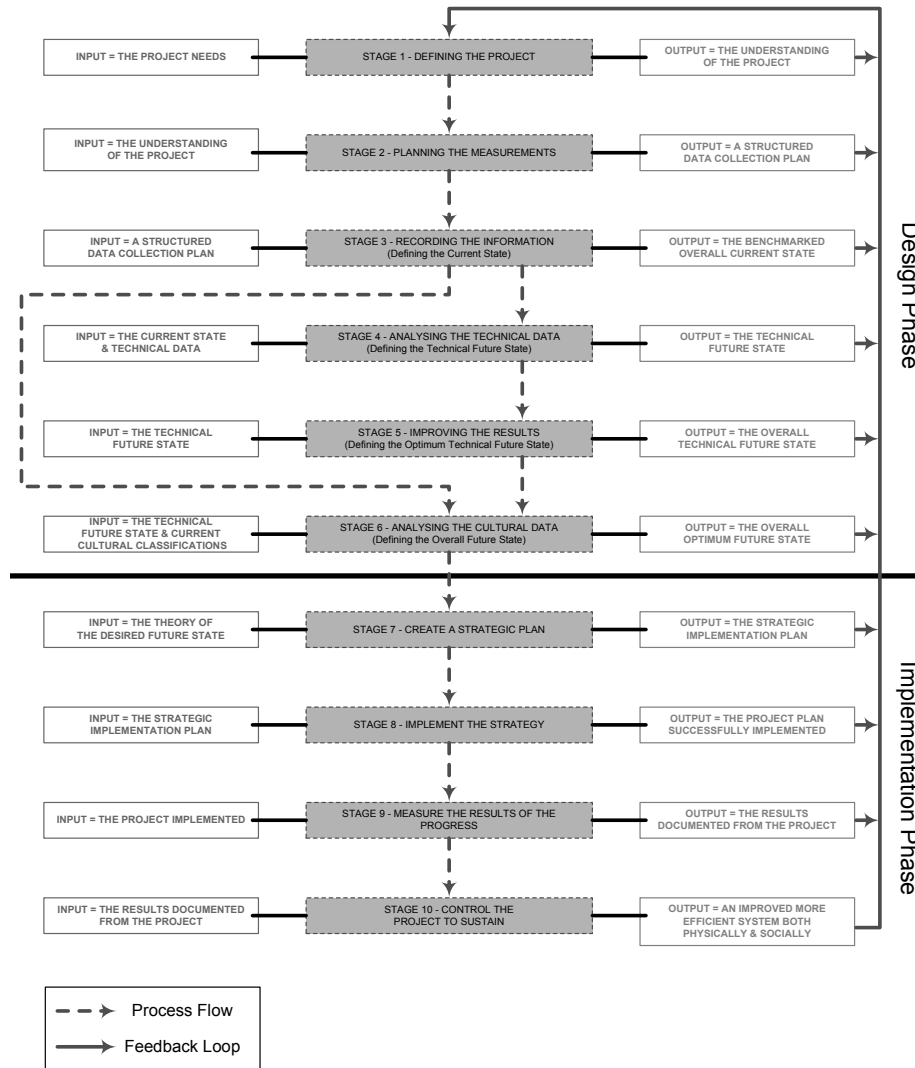 INPUT = THE PROJECT NEEDS
STAGE 1 - DEFINING THE PROJECT
OUTPUT = THE UNDERSTANDING
OF THE PROJECT
INPUT = THE UNDERSTANDING
OF THE PROJECT
STAGE 2 - PLANNING THE MEASUREMENTS
OUTPUT = A STRUCTURED
DATA COLLECTION PLAN
INPUT = A STRUCTURED
DATA COLLECTION PLAN
STAGE 3 - RECORDING THE INFORMATION
(Defining the Current State)
OUTPUT = THE BENCHMARKED
OVERALL CURRENT STATE
INPUT = THE CURRENT STATE
& TECHNICAL DATA
STAGE 4 - ANALYSING THE TECHNICAL DATA
(Defining the Technical Future State)
OUTPUT = THE TECHNICAL
FUTURE STATE
INPUT = THE TECHNICAL
FUTURE STATE
STAGE 5 - IMPROVING THE RESULTS
(Defining the Optimum Technical Future State)
OUTPUT = THE OVERALL
TECHNICAL FUTURE STATE
INPUT = THE TECHNICAL
FUTURE STATE & CURRENT
CULTURAL CLASSIFICATIONS
STAGE 6 - ANALYSING THE CULTURAL DATA
(Defining the Overall Future State)
OUTPUT = THE OVERALL
OPTIMUM FUTURE STATE
Design Phase
INPUT = THE THEORY OF
THE DESIRED FUTURE STATE
STAGE 7 - CREATE A STRATEGIC PLAN
OUTPUT = THE STRATEGIC
IMPLEMENTATION PLAN
INPUT = THE STRATEGIC
IMPLEMENTATION PLAN
STAGE 8 - IMPLEMENT THE STRATEGY
OUTPUT = THE PROJECT PLAN
SUCCESSFULLY IMPLEMENTED
INPUT = THE PROJECT IMPLEMENTED
STAGE 9 - MEASURE THE RESULTS OF THE
PROGRESS
OUTPUT = THE RESULTS
DOCUMENTED FROM THE PROJECT
INPUT = THE RESULTS DOCUMENTED
FROM THE PROJECT
STAGE 10 - CONTROL THE
PROJECT TO SUSTAIN
OUTPUT = AN IMPROVED MORE
EFFICIENT SYSTEM BOTH
PHYSICALLY & SOCIALLY
Implementation Phase
Process Flow
Feedback Loop